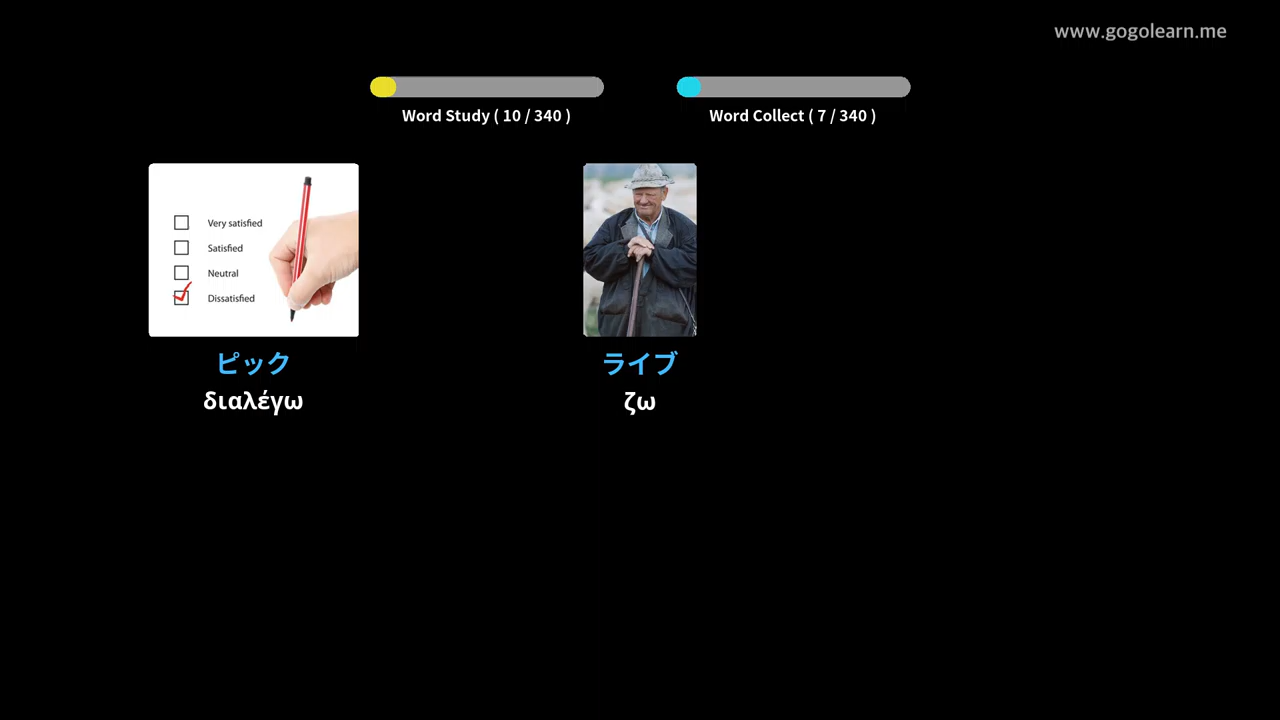 www.gogolearn.me
Word Study ( 10 / 340 )
Word Collect ( 7 / 340 )
Very satisfied
Satisfied
Neutral
Dissatisfied
ピック
ライブ
διαλέγω
ζω